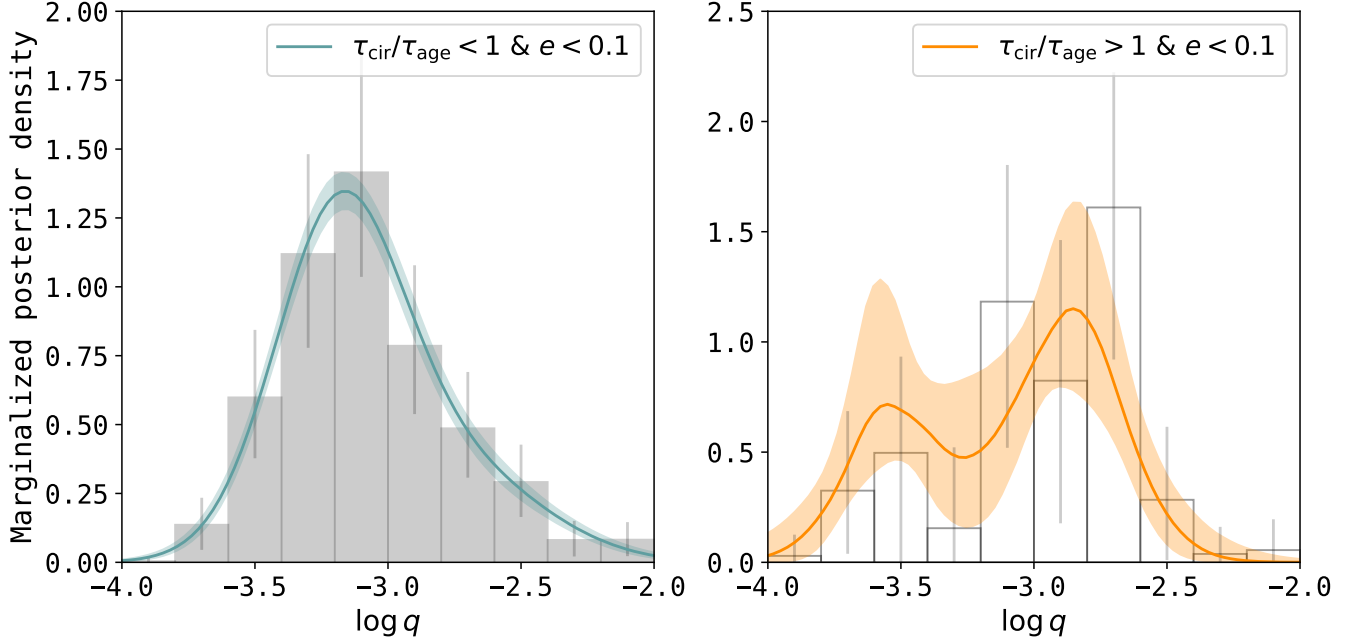 Marginalized posterior density
2.00
1.75
1.50
1.25
1.00
0.75
0.50
0.25
0.00
−4.0 −3.5 −3.0 −2.5 −2.0
log q
τcir/τage < 1 & e < 0.1
2.5
2.0
1.5
1.0
0.5
0.0
−4.0 −3.5 −3.0 −2.5 −2.0
log q
τcir/τage > 1 & e < 0.1